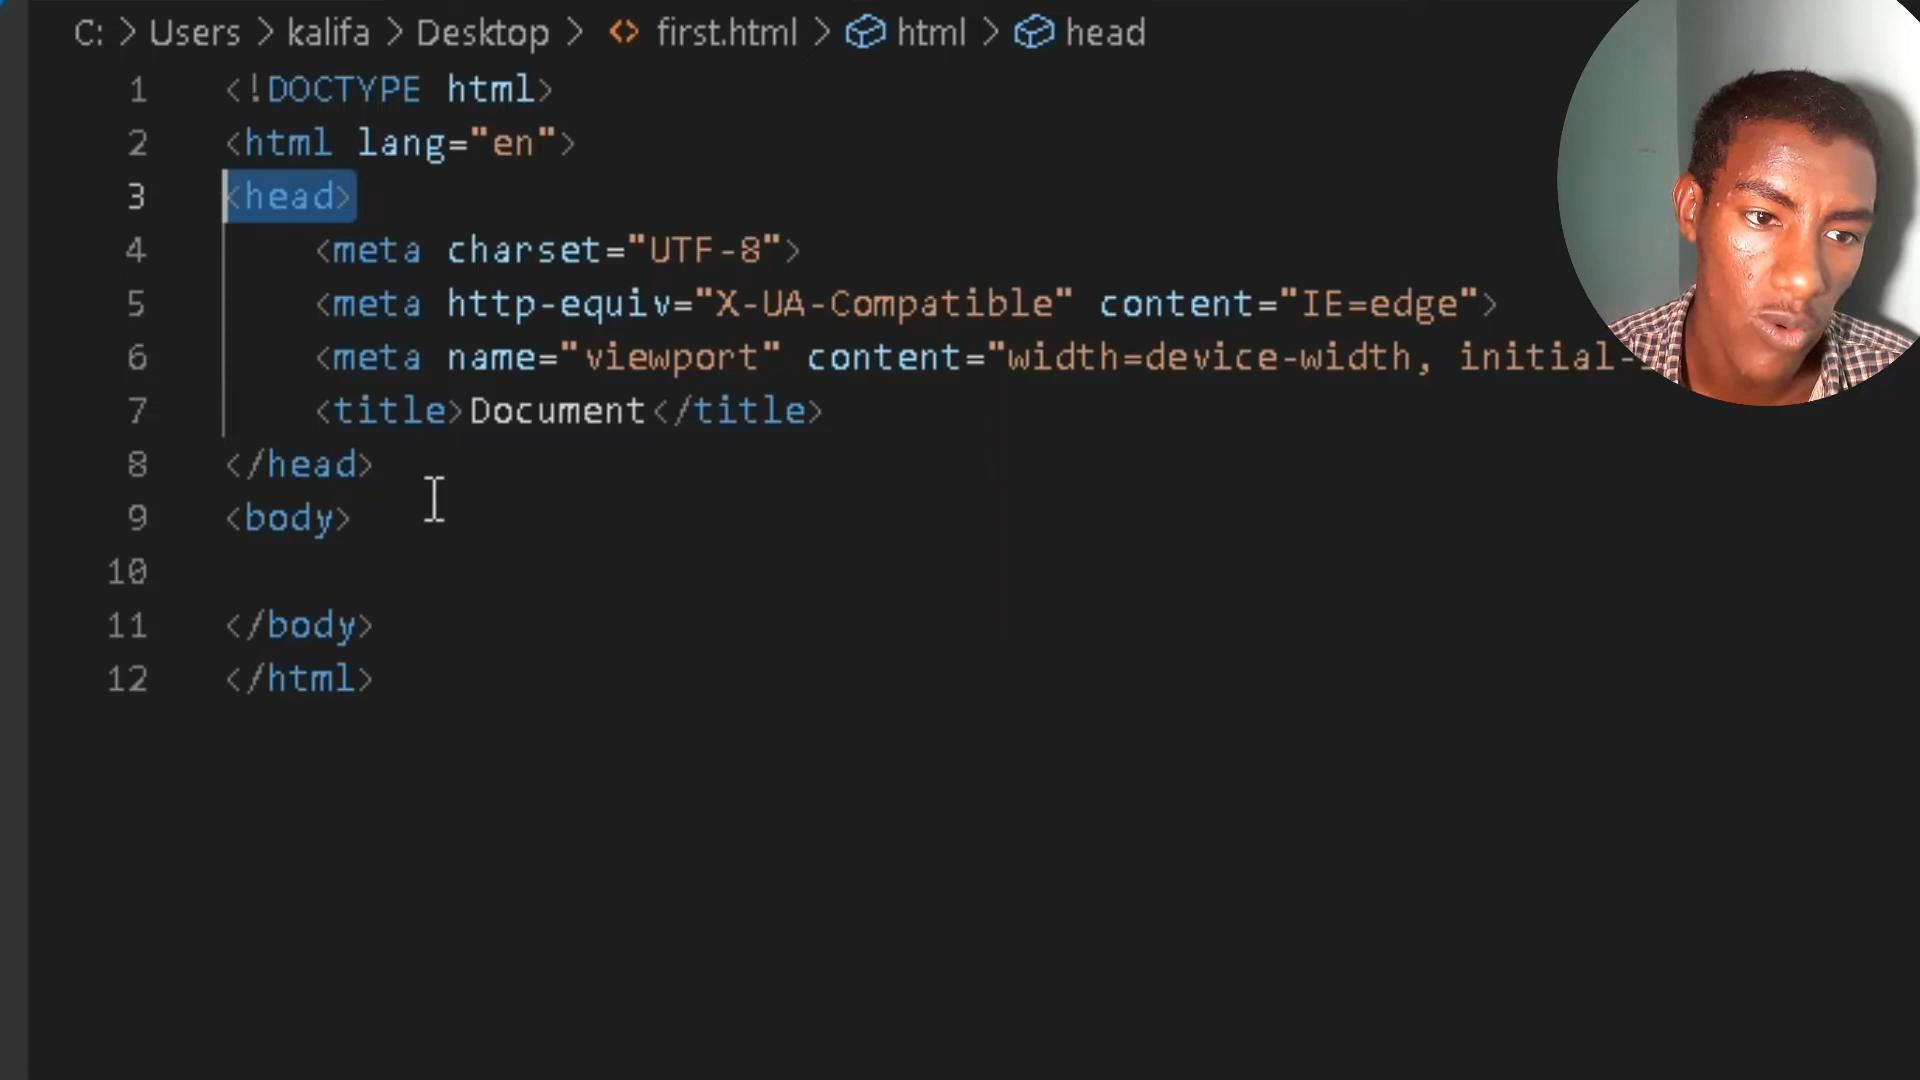 C: > Users > kalifa > Desktop > <> first.html > html > head
1 <!DOCTYPE html>
2 <html lang="en">
3 <head>
4 <meta charset="UTF-8">
5 <meta http-equiv="X-UA-Compatible" content="IE=edge">
6 <meta name="viewport" content="width=device-width, initial-
7 <title>Document</title>
8 </head>
9 <body>
10
11 </body>
12 </html>